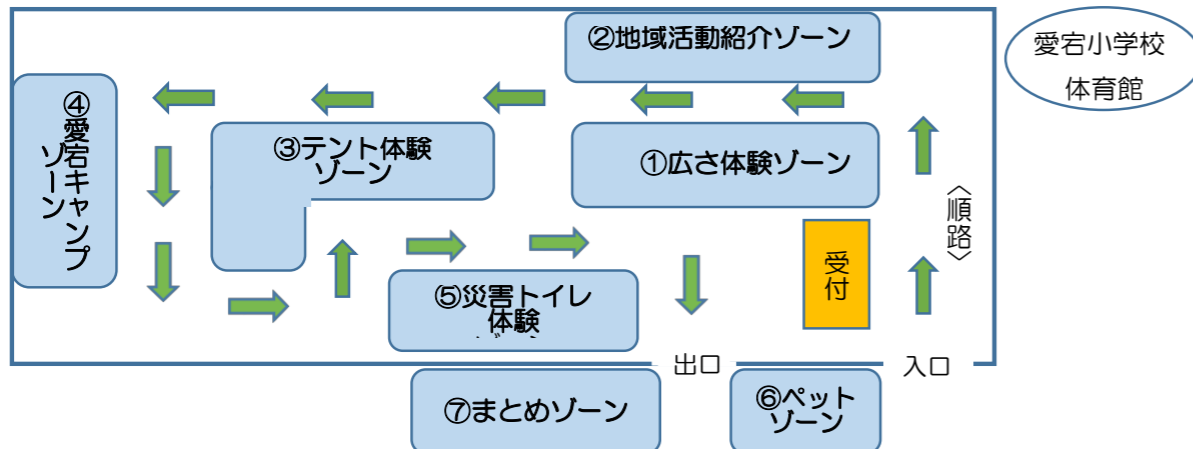 ②地域活動紹介ゾーン
愛宕小学校
体育館
④愛宕キャンプ
ゾーン
③テント体験
ゾーン
①広さ体験ゾーン
〈順路〉
受付
⑤災害トイレ
体験
出口
入口
⑦まとめゾーン
⑥ペット
ゾーン